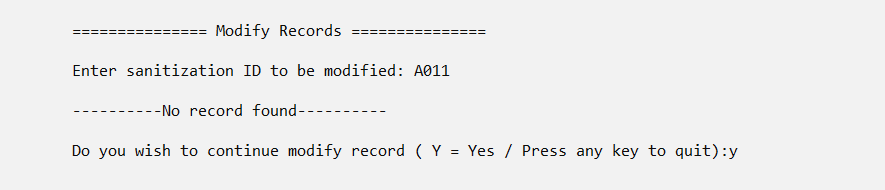 =============== Modify Records ===============
Enter sanitization ID to be modified: A011
----------No record found----------
Do you wish to continue modify record ( Y = Yes / Press any key to quit):y